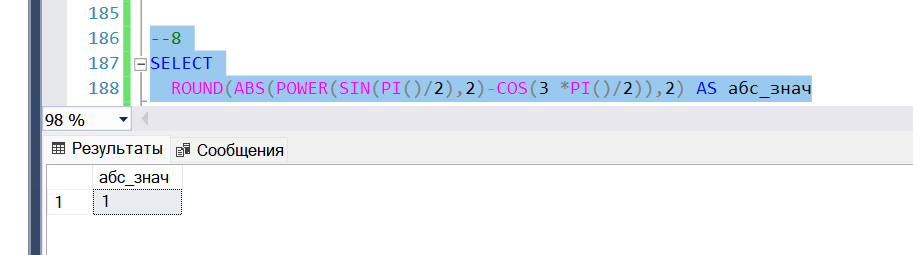 185
186 --8
187 SELECT
188 ROUND(ABS(POWER(SIN(PI()/2),2)-COS(3 *PI()/2)),2) AS абс_знач
98 %
Результаты Сообщения
абс_знач
1 1